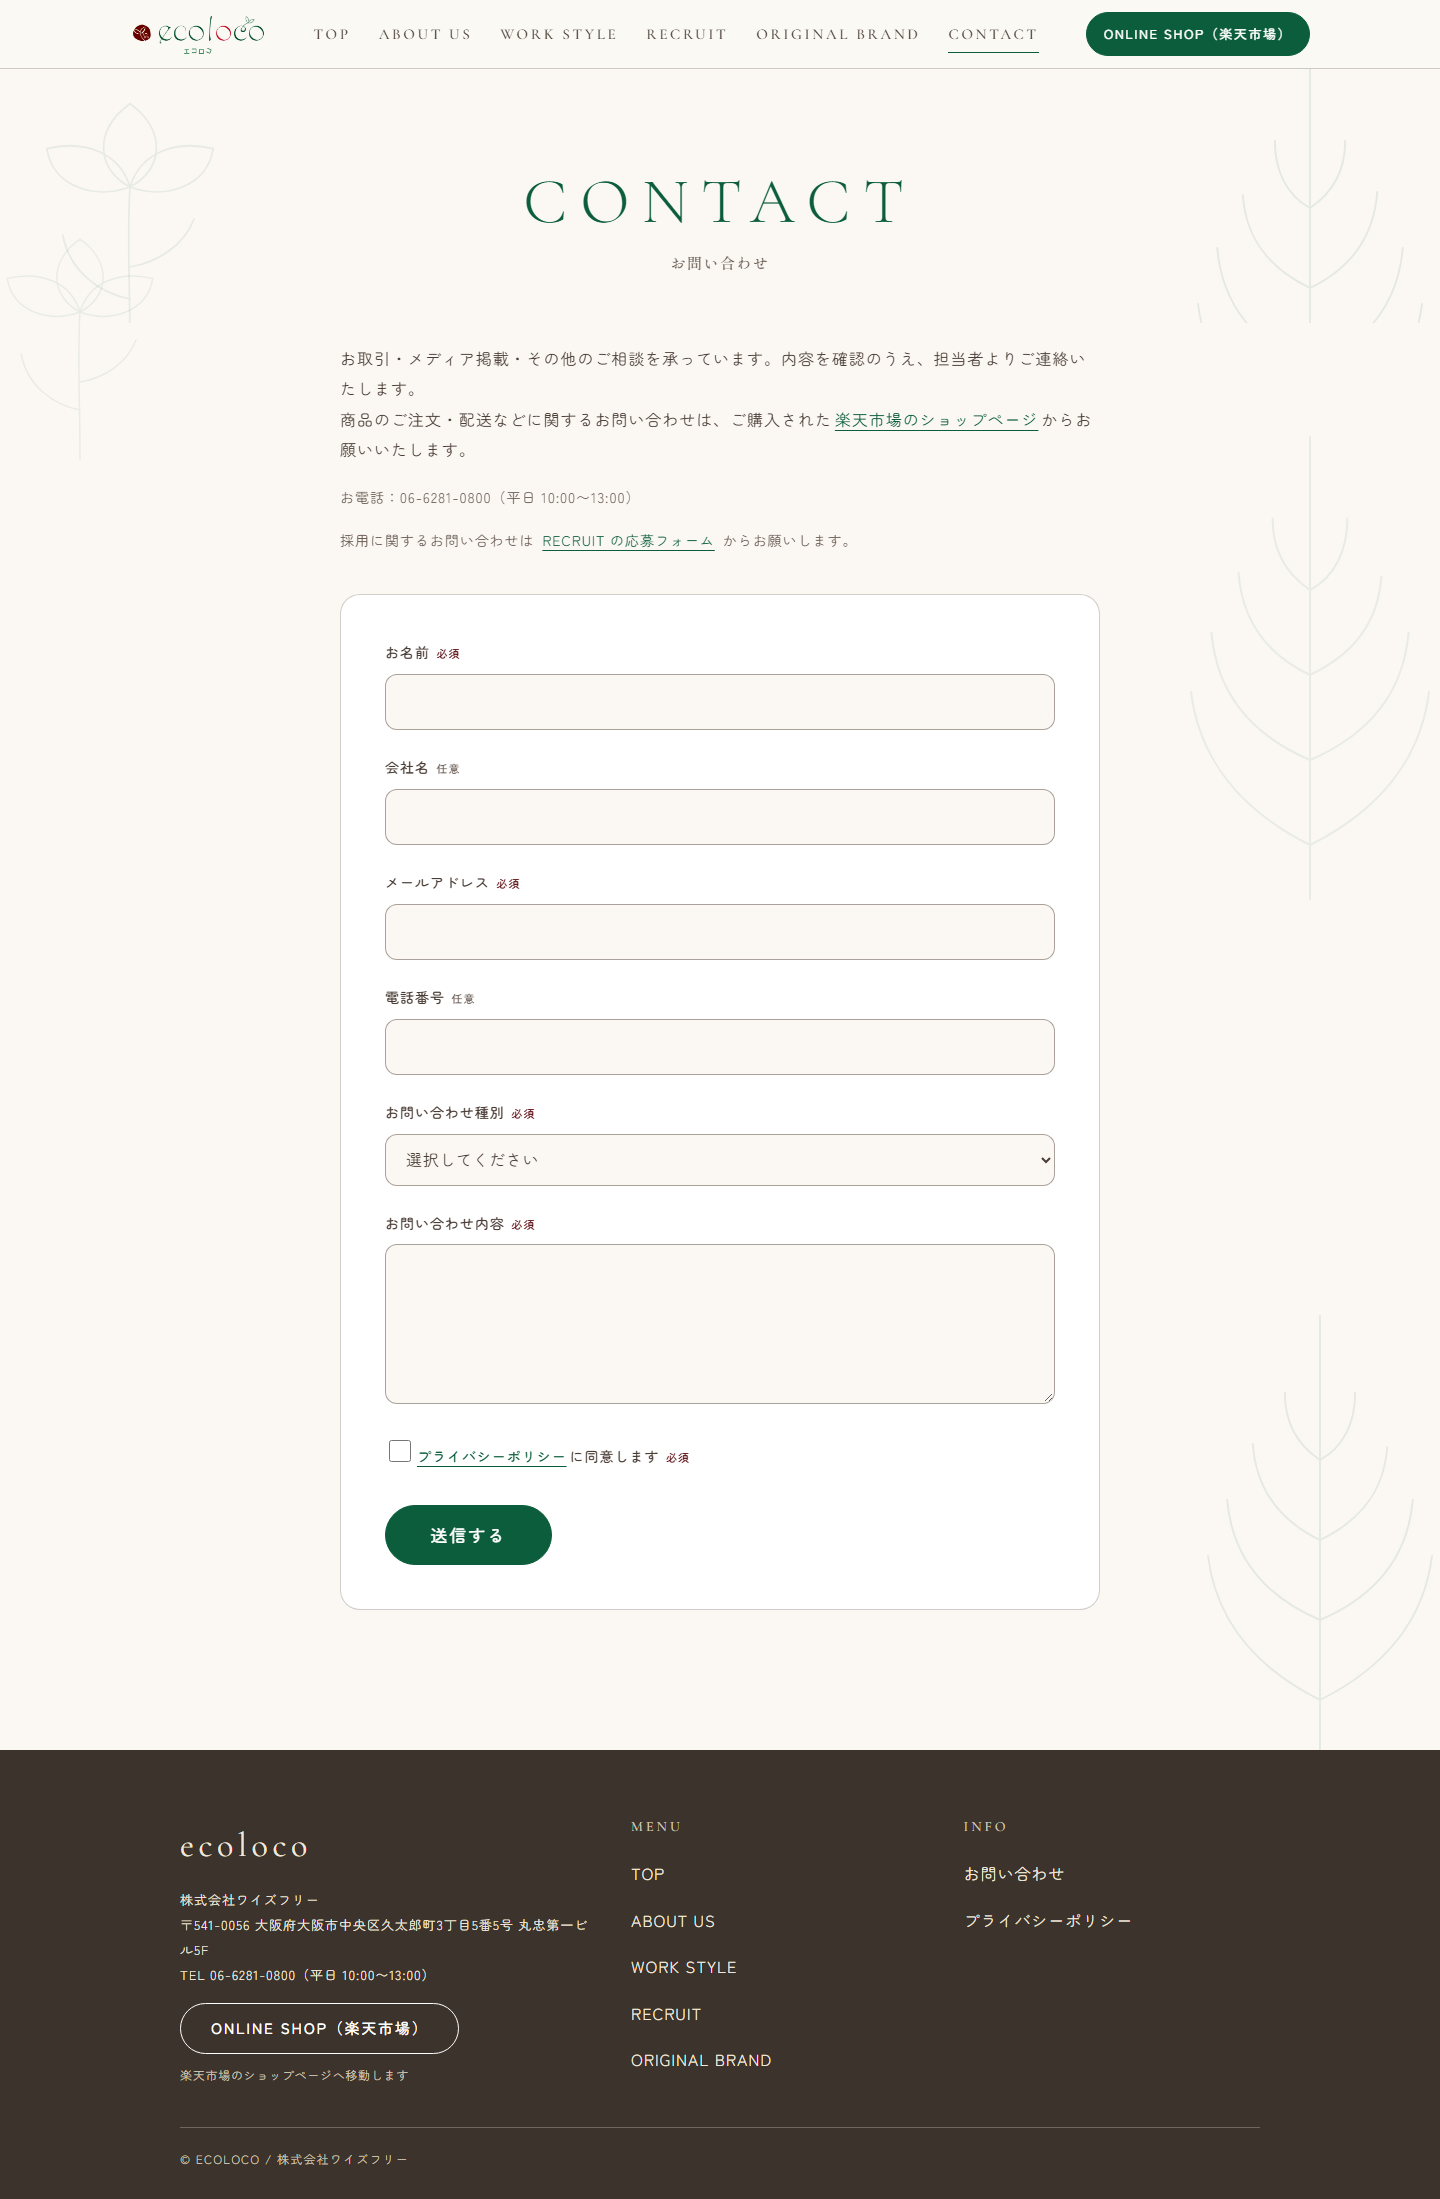 ecoloco
エコロコ
TOP
ABOUT US
WORK STYLE
RECRUIT
ORIGINAL BRAND
CONTACT
ONLINE SHOP（楽天市場）
CONTACT
お問い合わせ
お取引・メディア掲載・その他のご相談を承っています。内容を確認のうえ、担当者よりご連絡い
たします。
商品のご注文・配送などに関するお問い合わせは、ご購入された 楽天市場のショップページ からお
願いいたします。
お電話：06-6281-0800（平日 10:00〜13:00）
採用に関するお問い合わせは RECRUIT の応募フォーム からお願いします。
お名前 必須
会社名 任意
メールアドレス 必須
電話番号 任意
お問い合わせ種別 必須
選択してください
お問い合わせ内容 必須
プライバシーポリシー に同意します 必須
送信する
ecoloco
株式会社ワイズフリー
〒541-0056 大阪府大阪市中央区久太郎町3丁目5番5号 丸忠第一ビ
ル5F
TEL 06-6281-0800（平日 10:00〜13:00）
ONLINE SHOP（楽天市場）
楽天市場のショップページへ移動します
MENU
TOP
ABOUT US
WORK STYLE
RECRUIT
ORIGINAL BRAND
INFO
お問い合わせ
プライバシーポリシー
© ECOLOCO / 株式会社ワイズフリー